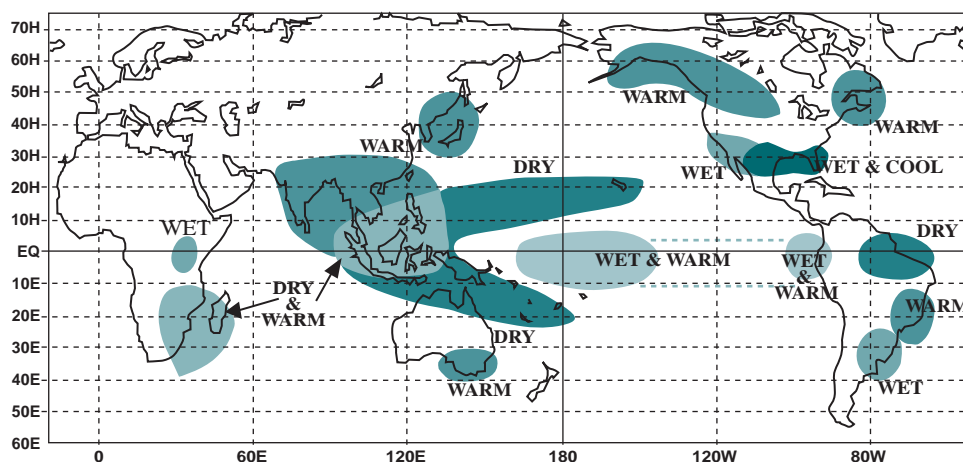 70H
60H
50H
40H
30H
20H
10H
EQ
10E
20E
30E
40E
50E
60E
0
60E
120E
180
120W
80W
WARM
WARM
WARM
DRY
WET
WET & COOL
WET
DRY
WET & WARM
WET
&
WARM
DRY
&
WARM
WARM
DRY
WARM
WET